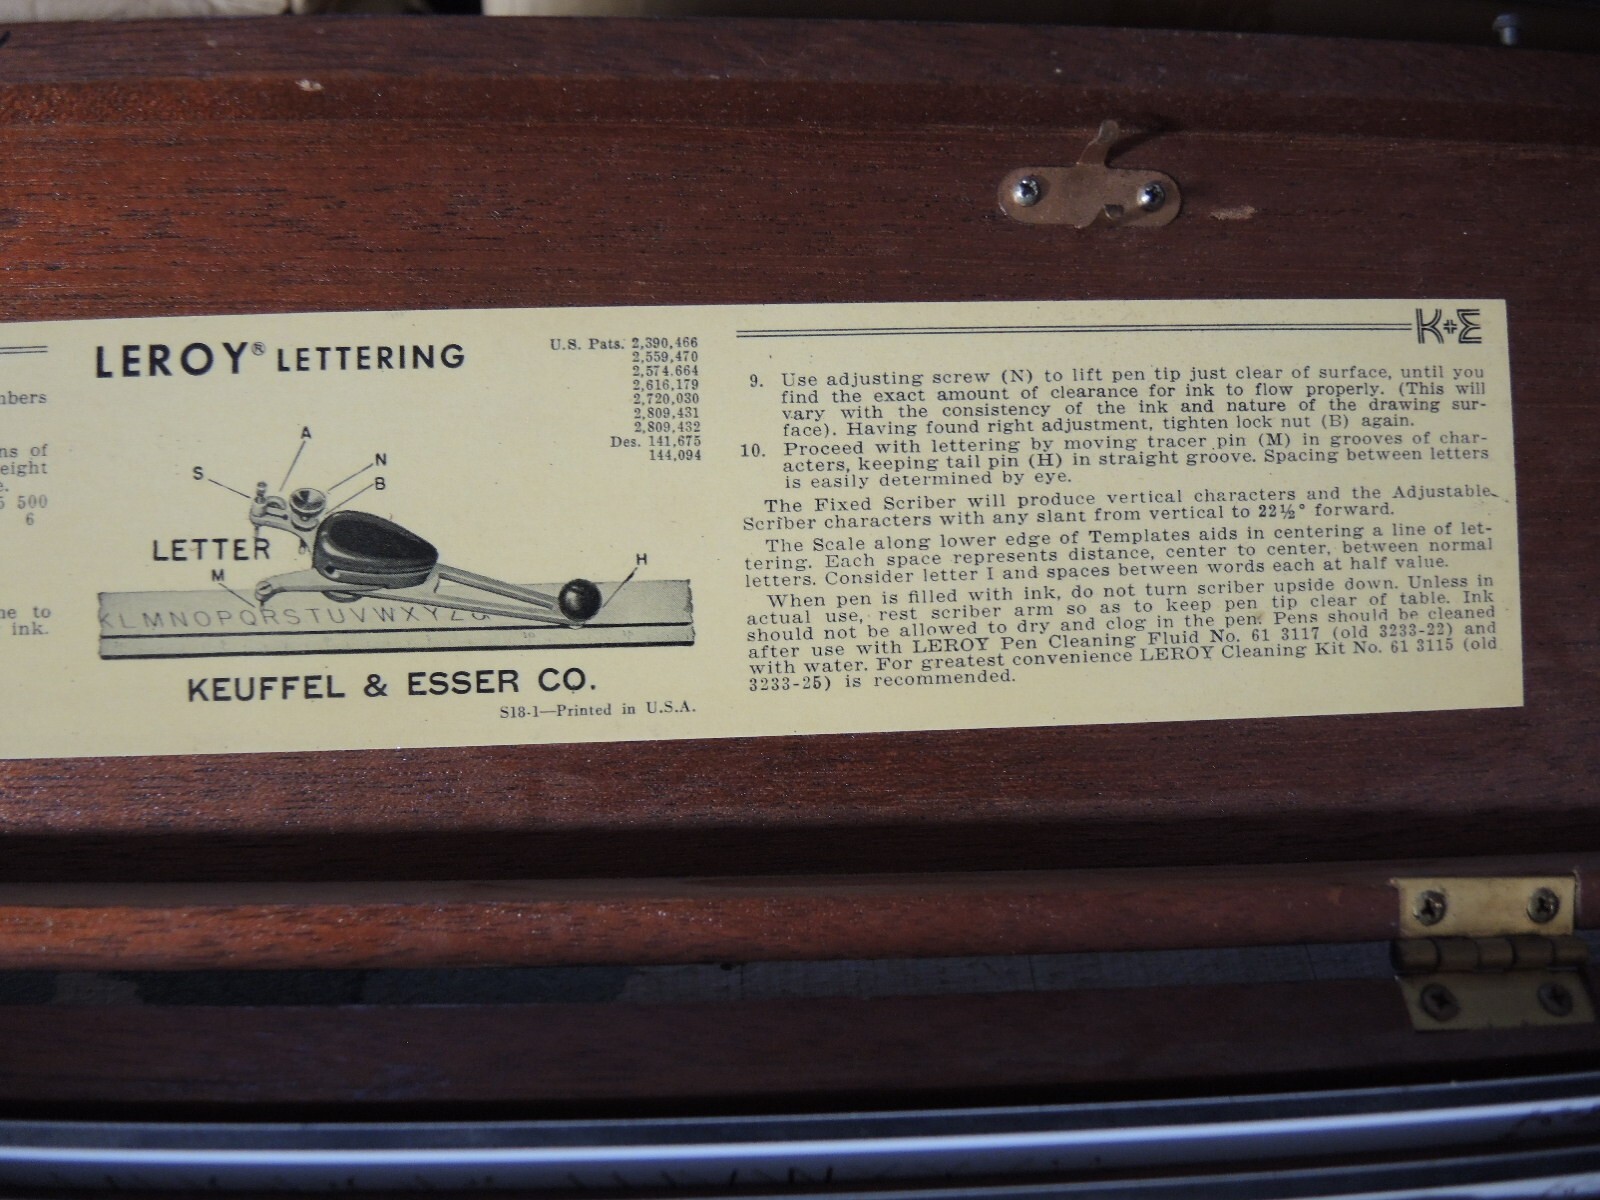 mbers
ns of
eight
e.
5 500
6
ne to
ink.
LEROY® LETTERING
U.S. Pats. 2,390,466
2,559,470
2,574,664
2,616,179
2,720,030
2,809,431
2,809,432
Des. 141,675
144,094
A
S
N
B
LETTER
M
H
KLMNOPQRSTUVWXYZ&
KEUFFEL & ESSER CO.
S18-1—Printed in U.S.A.
K+E
9. Use adjusting screw (N) to lift pen tip just clear of surface, until you
find the exact amount of clearance for ink to flow properly. (This will
vary with the consistency of the ink and nature of the drawing sur-
face). Having found right adjustment, tighten lock nut (B) again.
10. Proceed with lettering by moving tracer pin (M) in grooves of char-
acters, keeping tail pin (H) in straight groove. Spacing between letters
is easily determined by eye.
The Fixed Scriber will produce vertical characters and the Adjustable
Scriber characters with any slant from vertical to 22½° forward.
The Scale along lower edge of Templates aids in centering a line of let-
tering. Each space represents distance, center to center, between normal
letters. Consider letter I and spaces between words each at half value.
When pen is filled with ink, do not turn scriber upside down. Unless in
actual use, rest scriber arm so as to keep pen tip clear of table. Ink
should not be allowed to dry and clog in the pen. Pens should be cleaned
after use with LEROY Pen Cleaning Fluid No. 61 3117 (old 3233-22) and
with water. For greatest convenience LEROY Cleaning Kit No. 61 3115 (old
3233-25) is recommended.